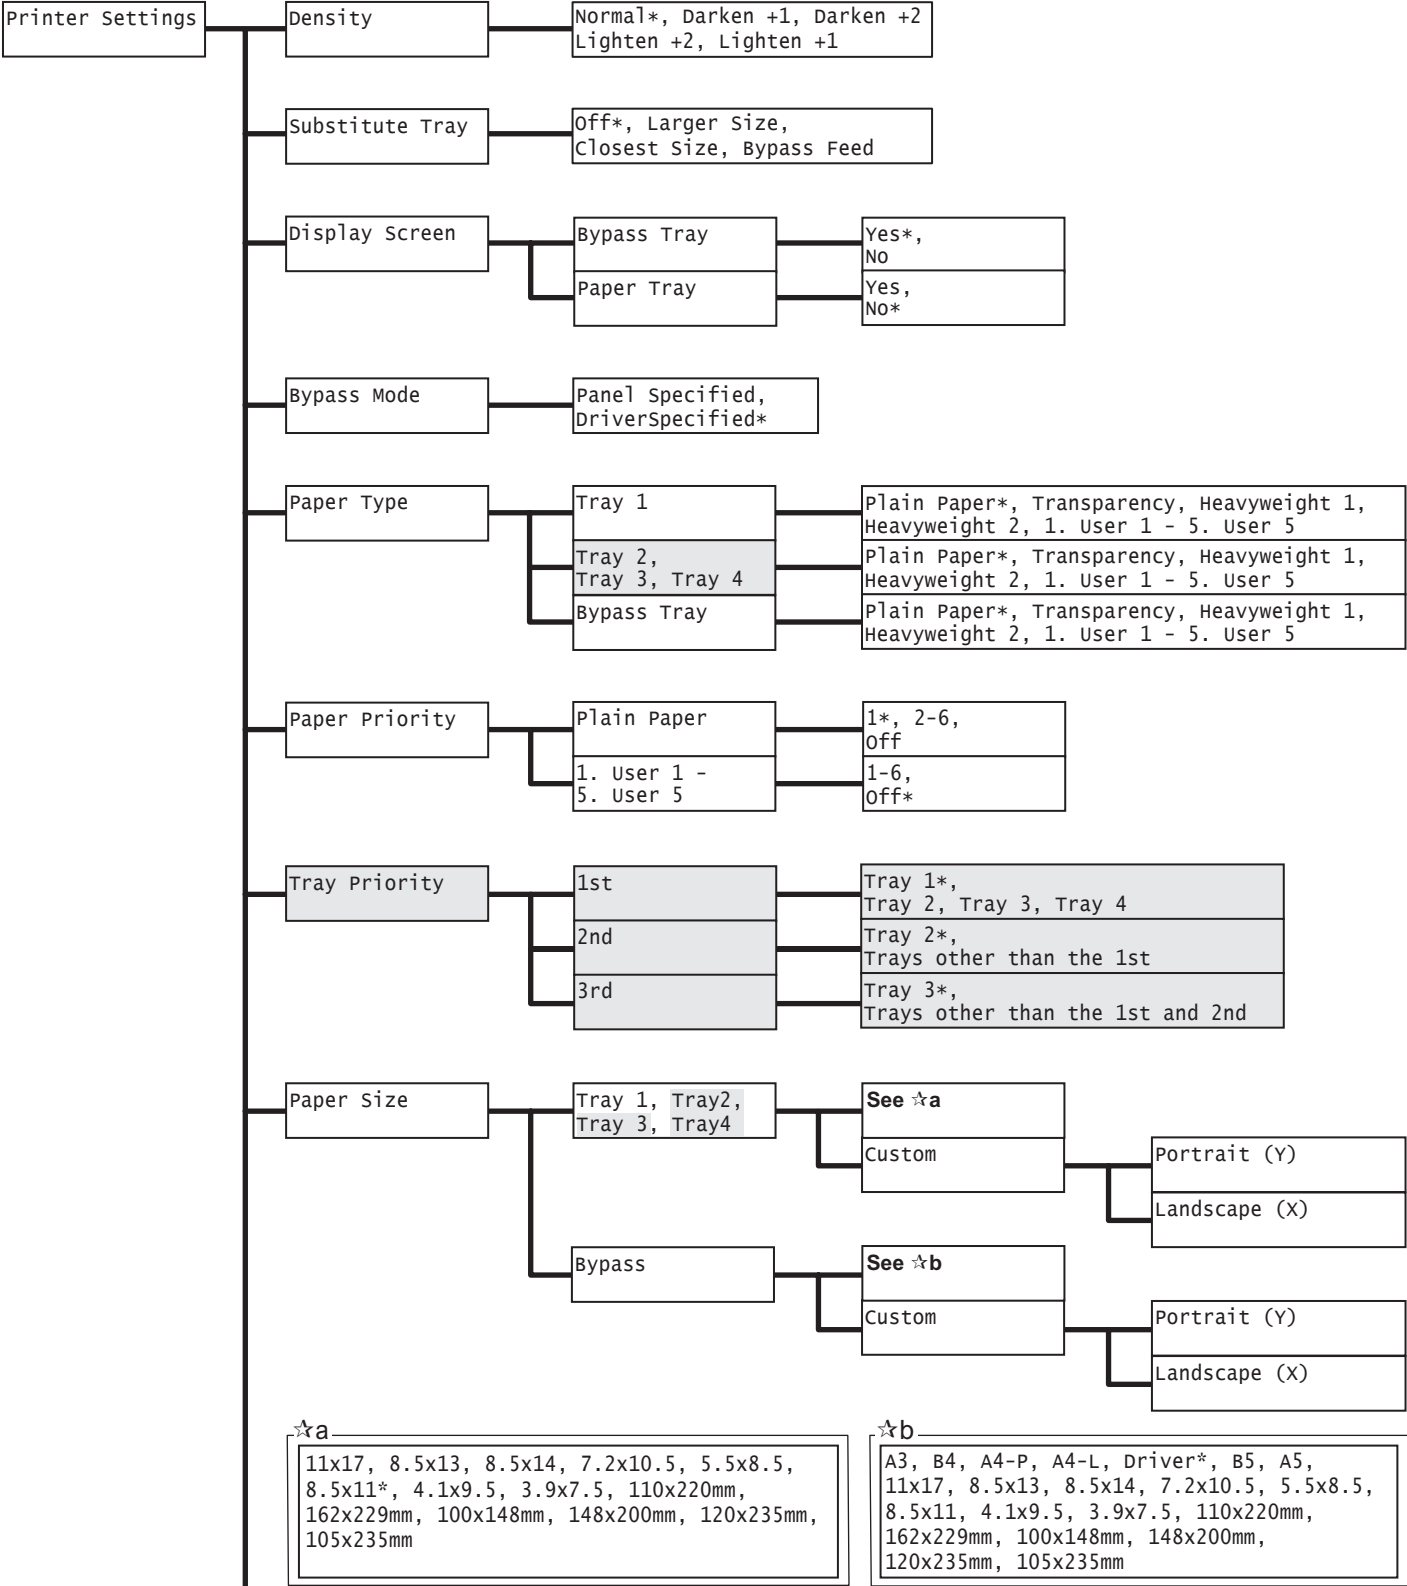 Printer Settings
Density
Normal*, Darken +1, Darken +2
Lighten +2, Lighten +1
Substitute Tray
Off*, Larger Size,
Closest Size, Bypass Feed
Display Screen
Bypass Tray
Yes*,
No
Paper Tray
Yes,
No*
Bypass Mode
Panel Specified,
DriverSpecified*
Paper Type
Tray 1
Plain Paper*, Transparency, Heavyweight 1,
Heavyweight 2, 1. User 1 - 5. User 5
Tray 2,
Tray 3, Tray 4
Plain Paper*, Transparency, Heavyweight 1,
Heavyweight 2, 1. User 1 - 5. User 5
Bypass Tray
Plain Paper*, Transparency, Heavyweight 1,
Heavyweight 2, 1. User 1 - 5. User 5
Paper Priority
Plain Paper
1*, 2-6,
Off
1. User 1 -
5. User 5
1-6,
Off*
Tray Priority
1st
Tray 1*,
Tray 2, Tray 3, Tray 4
2nd
Tray 2*,
Trays other than the 1st
3rd
Tray 3*,
Trays other than the 1st and 2nd
Paper Size
Tray 1, Tray2,
Tray 3, Tray4
See ☆a
Custom
Portrait (Y)
Landscape (X)
Bypass
See ☆b
Custom
Portrait (Y)
Landscape (X)
☆a
11x17, 8.5x13, 8.5x14, 7.2x10.5, 5.5x8.5,
8.5x11*, 4.1x9.5, 3.9x7.5, 110x220mm,
162x229mm, 100x148mm, 148x200mm, 120x235mm,
105x235mm
☆b
A3, B4, A4-P, A4-L, Driver*, B5, A5,
11x17, 8.5x13, 8.5x14, 7.2x10.5, 5.5x8.5,
8.5x11, 4.1x9.5, 3.9x7.5, 110x220mm,
162x229mm, 100x148mm, 148x200mm,
120x235mm, 105x235mm